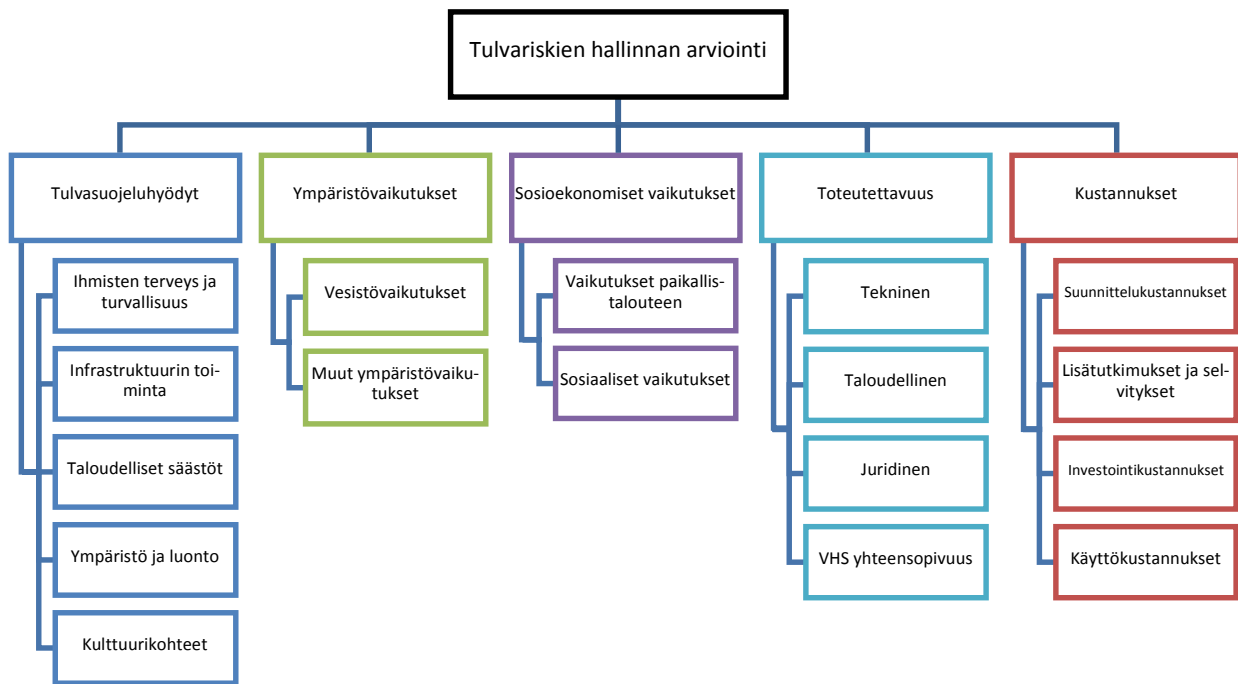 Tulvariskien hallinnan arviointi
Tulvasuojeluhyödyt
Ihmisten terveys ja
turvallisuus
Infrastruktuurin toi-
minta
Taloudelliset säästöt
Ympäristö ja luonto
Kulttuurikohteet
Ympäristövaikutukset
Vesistövaikutukset
Muut ympäristövaiku-
tukset
Sosioekonomiset vaikutukset
Vaikutukset paikallis-
talouteen
Sosiaaliset vaikutukset
Toteutettavuus
Tekninen
Taloudellinen
Juridinen
VHS yhteensopivuus
Kustannukset
Suunnittelukustannukset
Lisätutkimukset ja sel-
vitykset
Investointikustannukset
Käyttökustannukset